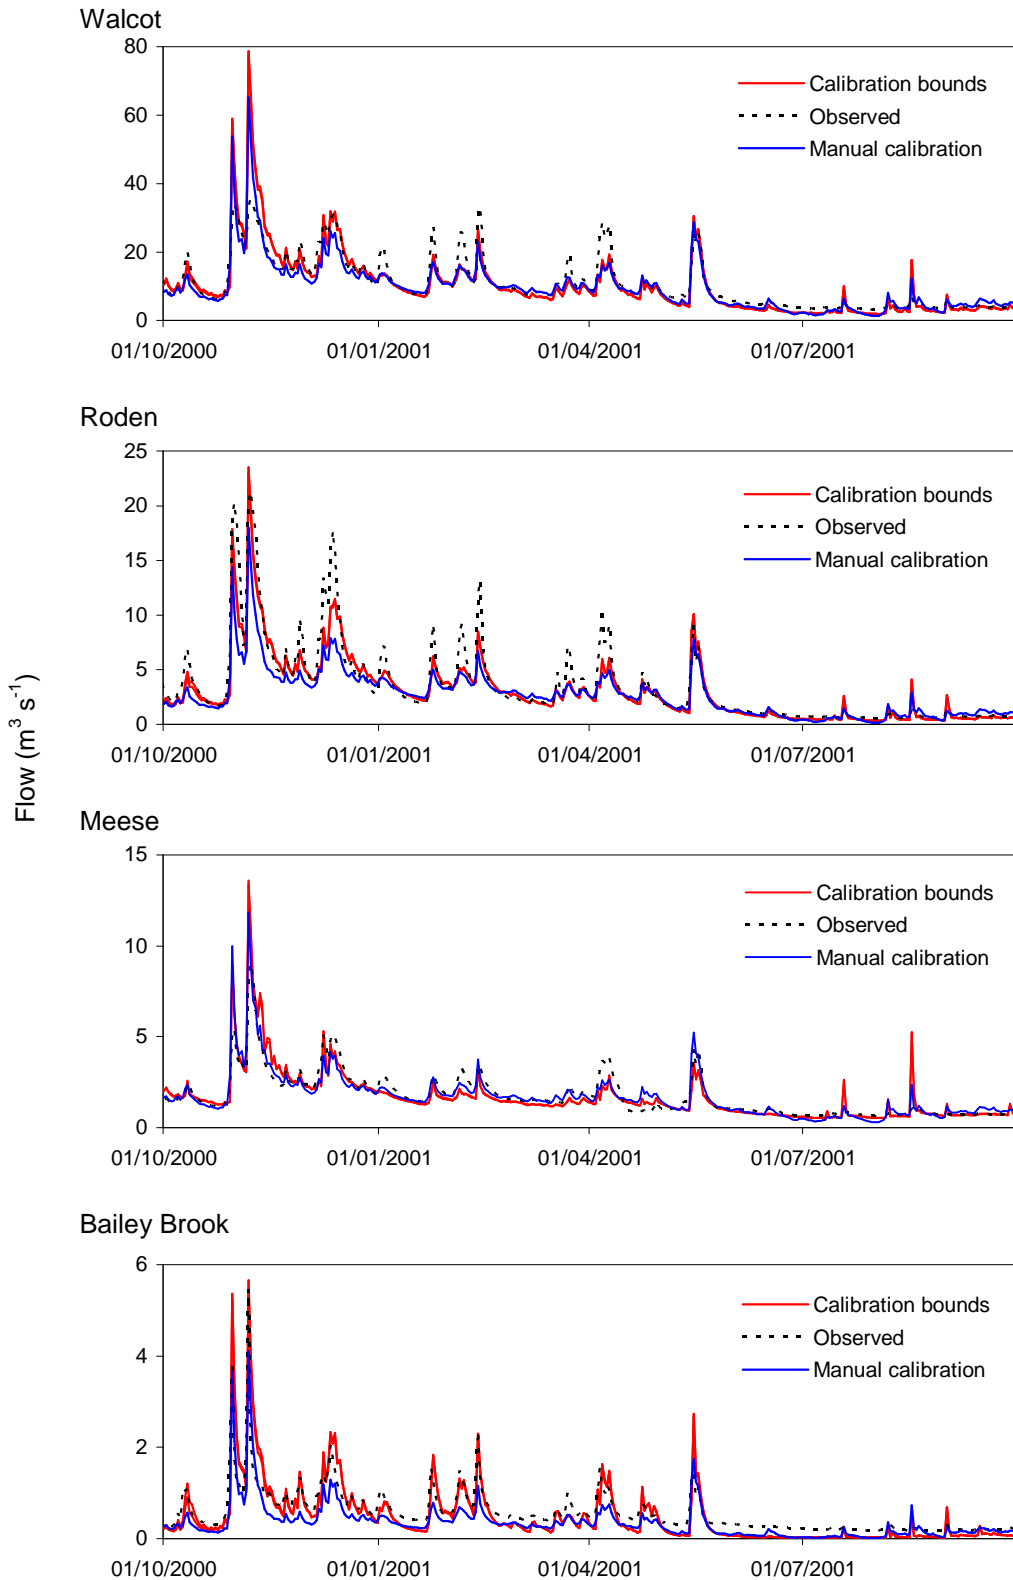 Walcot
80
60
40
20
0
Calibration bounds
Observed
Manual calibration
01/10/2000 01/01/2001 01/04/2001 01/07/2001
Roden
25
20
15
10
5
0
Calibration bounds
Observed
Manual calibration
01/10/2000 01/01/2001 01/04/2001 01/07/2001
Flow (m³ s⁻¹)
Meese
15
10
5
0
Calibration bounds
Observed
Manual calibration
01/10/2000 01/01/2001 01/04/2001 01/07/2001
Bailey Brook
6
4
2
0
Calibration bounds
Observed
Manual calibration
01/10/2000 01/01/2001 01/04/2001 01/07/2001